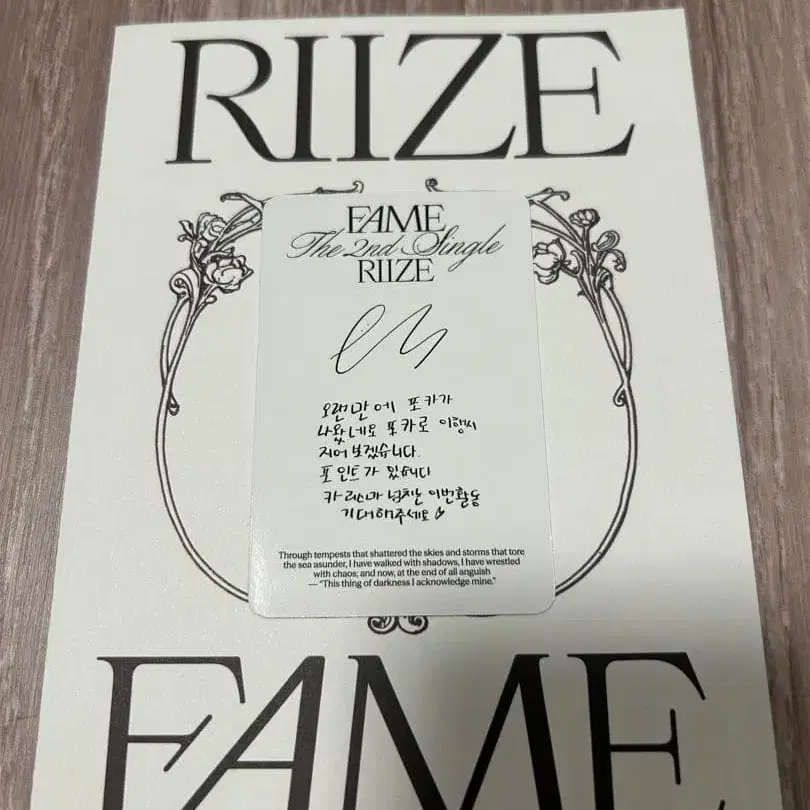 RIIZE
FAME
The 2nd Single
RIIZE
오랜만에 포카가
나왔네요 포카로 이행시
지어 보겠습니다.
포인트가 있습니다
카리스마 넘치는 이번활동
기대해주세요
Through tempests that shattered the skies and storms that tore
the sea asunder, I have walked with shadows, I have wrestled
with chaos; and now, at the end of all anguish
— “This thing of darkness I acknowledge mine.”
FAME